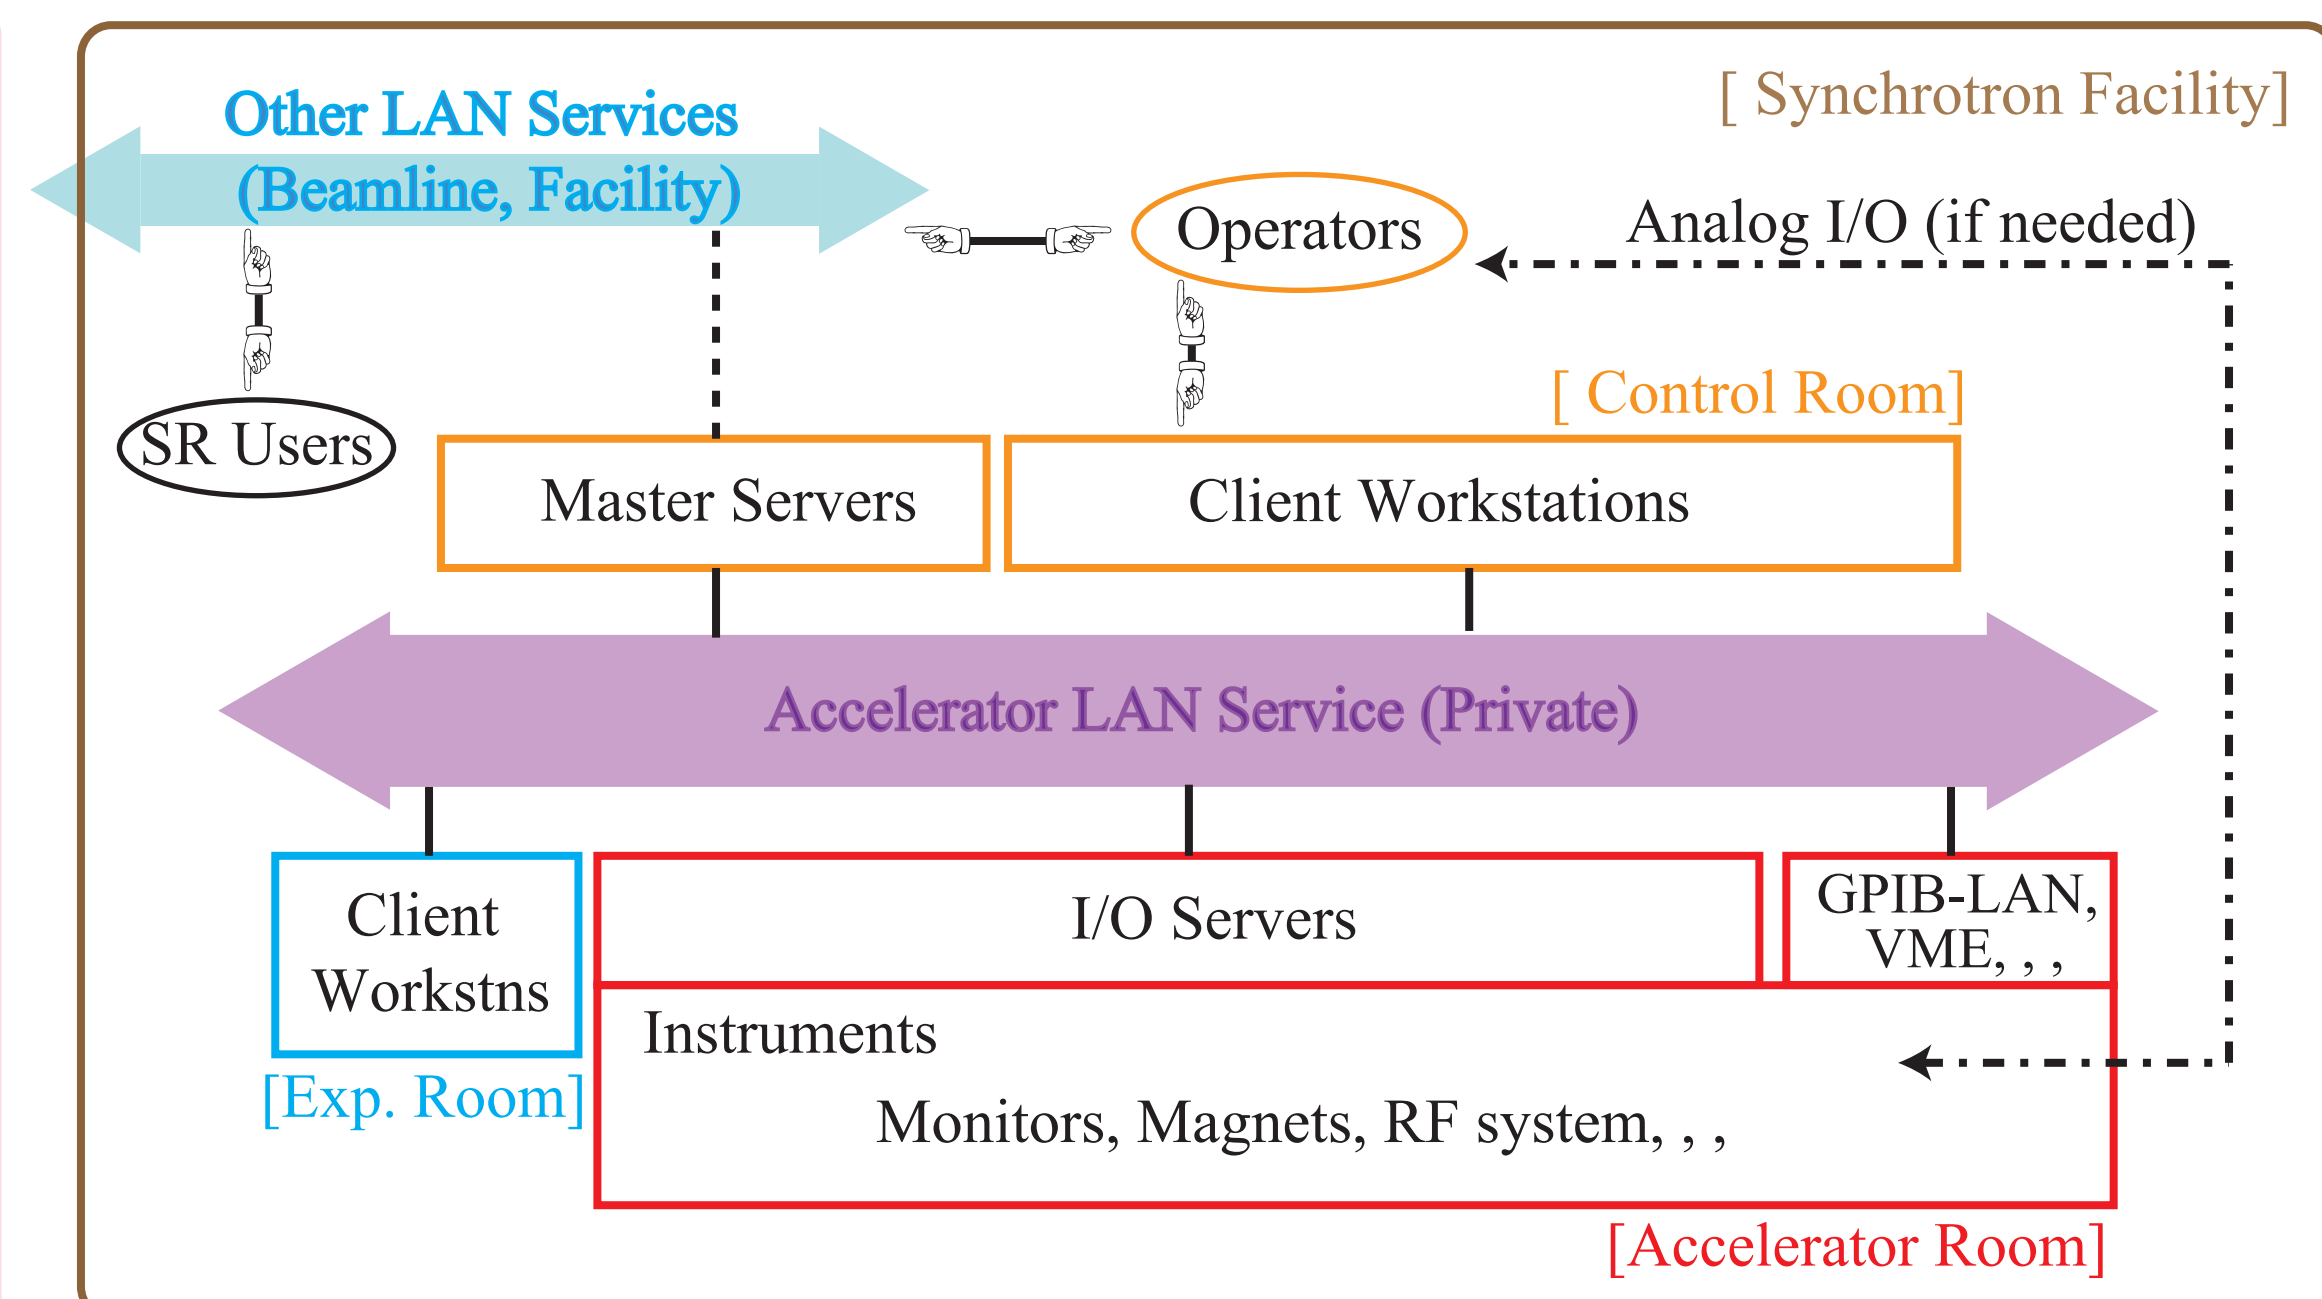 [ Synchrotron Facility]
Other LAN Services
(Beamline, Facility)
Operators
Analog I/O (if needed)
[ Control Room]
SR Users
Master Servers
Client Workstations
Accelerator LAN Service (Private)
Client
Workstns
I/O Servers
GPIB-LAN,
VME, , ,
Instruments
Monitors, Magnets, RF system, , ,
[Exp. Room]
[Accelerator Room]